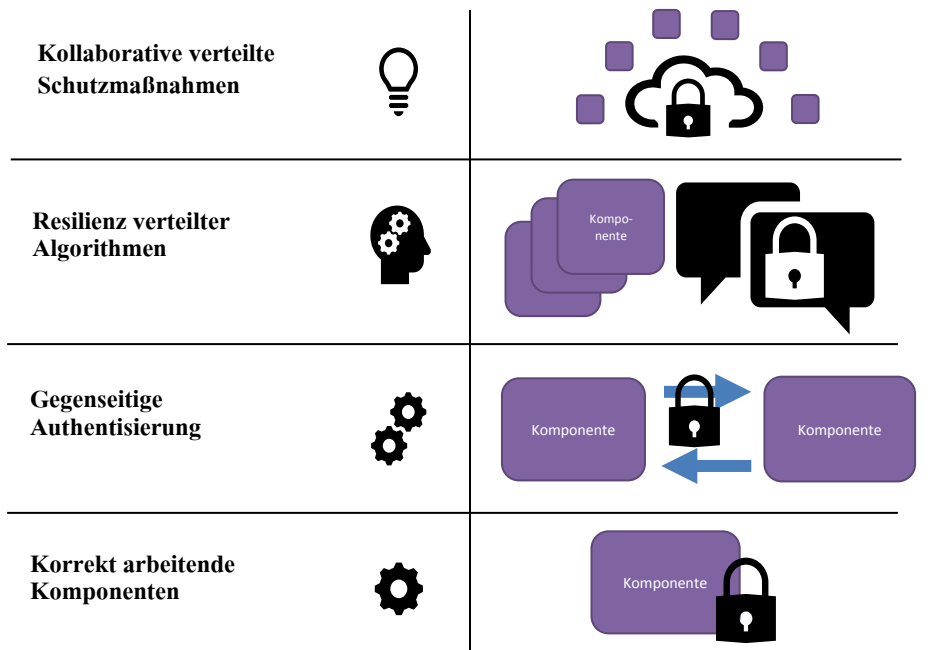 Kollaborative verteilte
Schutzmaßnahmen
Resilienz verteilter
Algorithmen
Kompo-
nente
Gegenseitige
Authentisierung
Komponente
Komponente
Korrekt arbeitende
Komponenten
Komponente